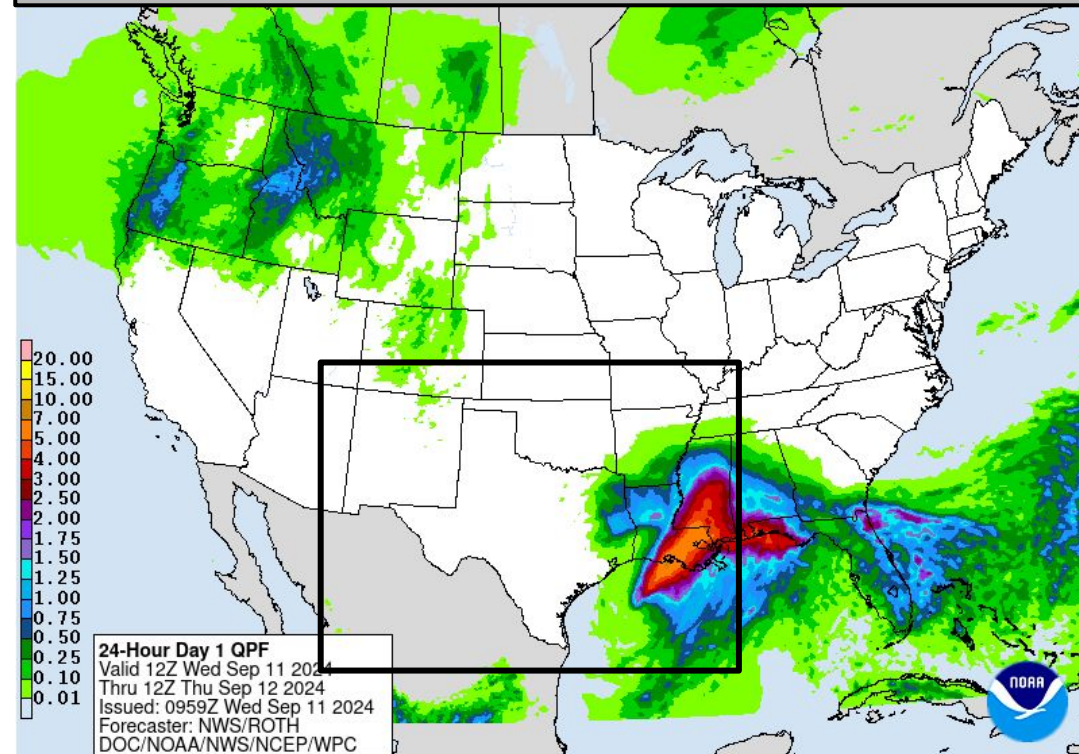 20.00
15.00
10.00
7.00
5.00
4.00
3.00
2.50
2.00
1.75
1.50
1.25
1.00
0.75
0.50
0.25
0.10
0.01
24-Hour Day 1 QPF
Valid 12Z Wed Sep 11 2024
Thru 12Z Thu Sep 12 2024
Issued: 0959Z Wed Sep 11 2024
Forecaster: NWS/ROTH
DOC/NOAA/NWS/NCEP/WPC
NOAA